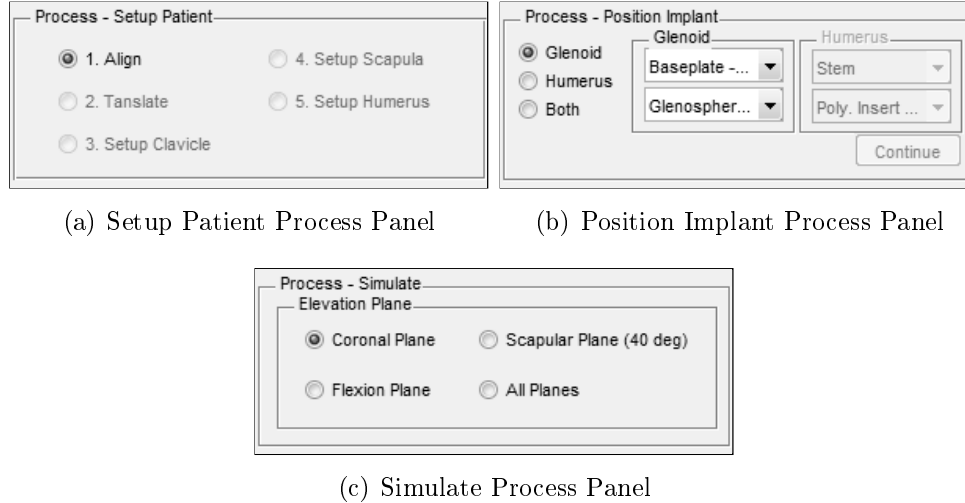 Process - Setup Patient
1. Align
4. Setup Scapula
2. Tanslate
5. Setup Humerus
3. Setup Clavicle
(a) Setup Patient Process Panel
Process - Position Implant
Glenoid
Humerus
Both
Glenoid
Baseplate -...
Glenospher...
Humerus
Stem
Poly. Insert ...
Continue
(b) Position Implant Process Panel
Process - Simulate
Elevation Plane
Coronal Plane
Scapular Plane (40 deg)
Flexion Plane
All Planes
(c) Simulate Process Panel